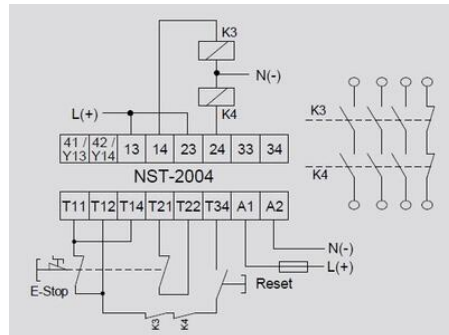 K3
N(-)
L(+)
K4
41 / Y13
42 / Y14
13
14
23
24
33
34
NST-2004
T11
T12
T14
T21
T22
T34
A1
A2
K3
K4
N(-)
L(+)
E-Stop
Reset
K3
K4